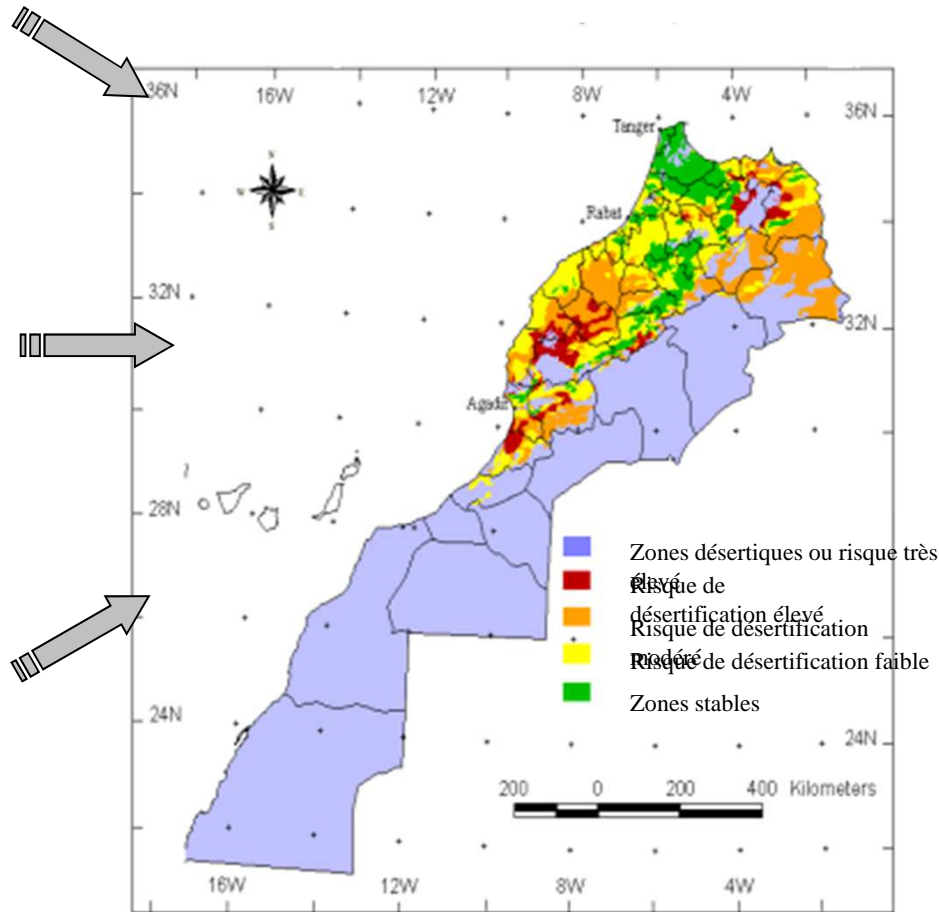 36N
16W
12W
8W
4W
36N
Tanger
N
W
E
S
Rabat
32N
32N
Agadir
28N
Zones désertiques ou risque très
élevé
Risque de
désertification élevé
Risque de désertification
modéré
Risque de désertification faible
Zones stables
24N
24N
200 0 200 400 Kilometers
16W
12W
8W
4W